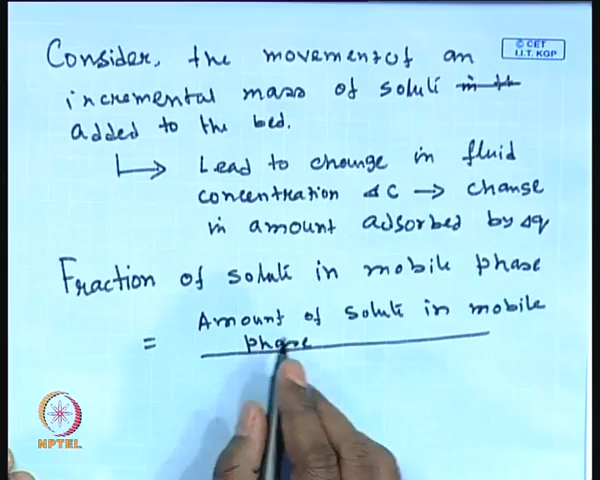 © CET
I.I.T. KGP
Consider, the movement of an
incremental mass of solute in th
added to the bed.
Lead to change in fluid
concentration ΔC → change
in amount adsorbed by Δq
Fraction of solute in mobile phase
= Amount of solute in mobile
phase
NPTEL